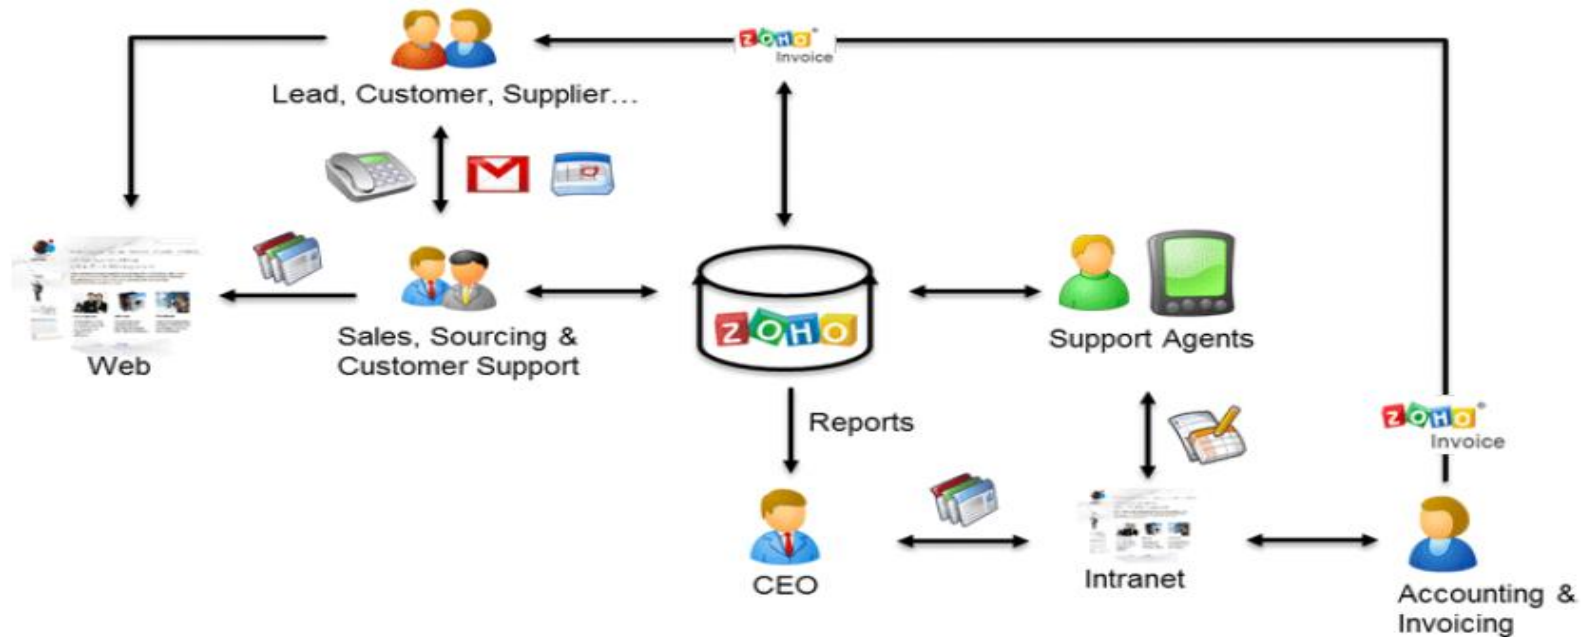 ZOHO®
Invoice
Lead, Customer, Supplier...
Web
Sales, Sourcing &
Customer Support
ZOHO
Support Agents
Reports
ZOHO®
Invoice
CEO
Intranet
Accounting &
Invoicing